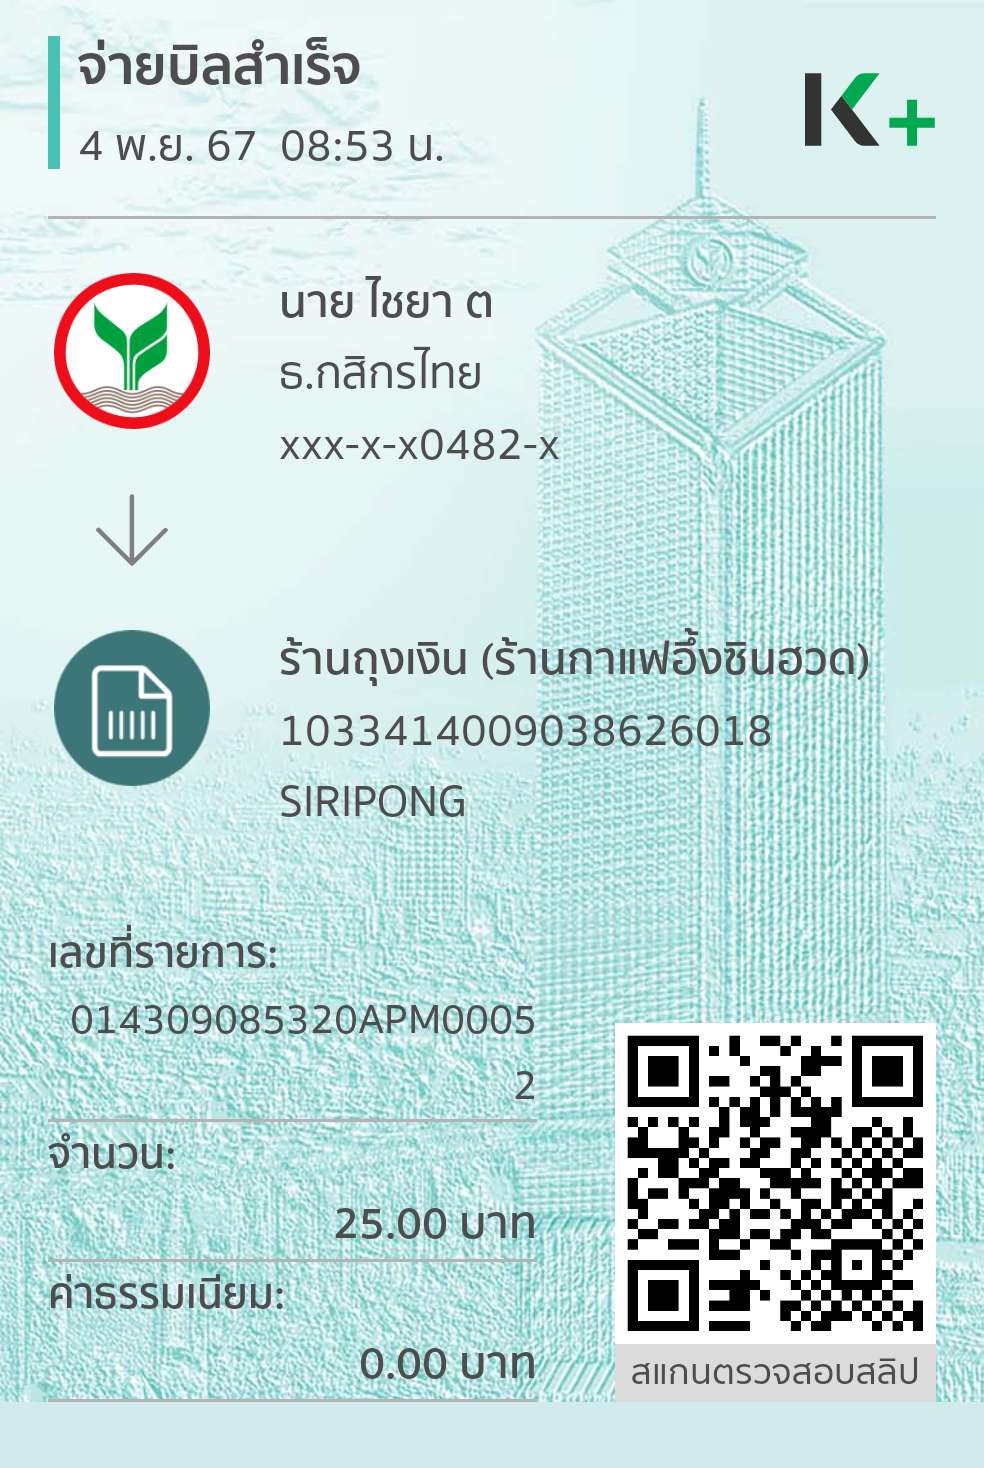 จ่ายบิลสำเร็จ
4 พ.ย. 67  08:53 น.
K+
นาย ไชยา ต
ธ.กสิกรไทย
xxx-x-x0482-x
ร้านถุงเงิน (ร้านกาแฟอึ้งซินฮวด)
1033414009038626018
SIRIPONG
เลขที่รายการ:
014309085320APM0005
2
จำนวน:
25.00 บาท
ค่าธรรมเนียม:
0.00 บาท
สแกนตรวจสอบสลิป